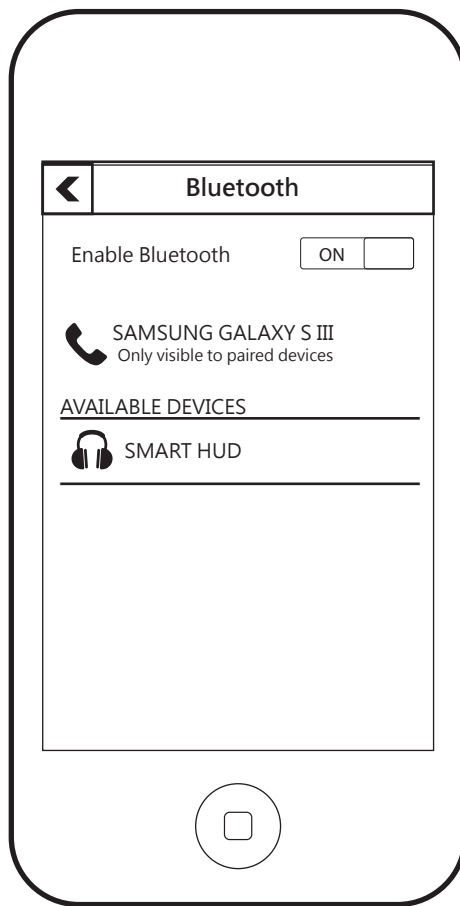 Bluetooth
Enable Bluetooth ON
SAMSUNG GALAXY S III
Only visible to paired devices
AVAILABLE DEVICES
SMART HUD